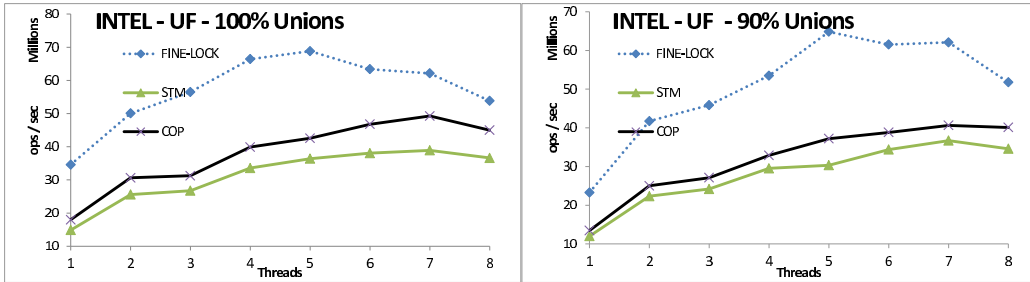 INTEL - UF - 100% Unions
Millions
ops / sec
80
70
60
50
40
30
20
10
FINE-LOCK
STM
COP
1 2 3 4 5 6 7 8
Threads
INTEL - UF - 90% Unions
Millions
ops / sec
70
60
50
40
30
20
10
FINE-LOCK
STM
COP
1 2 3 4 5 6 7 8
Threads